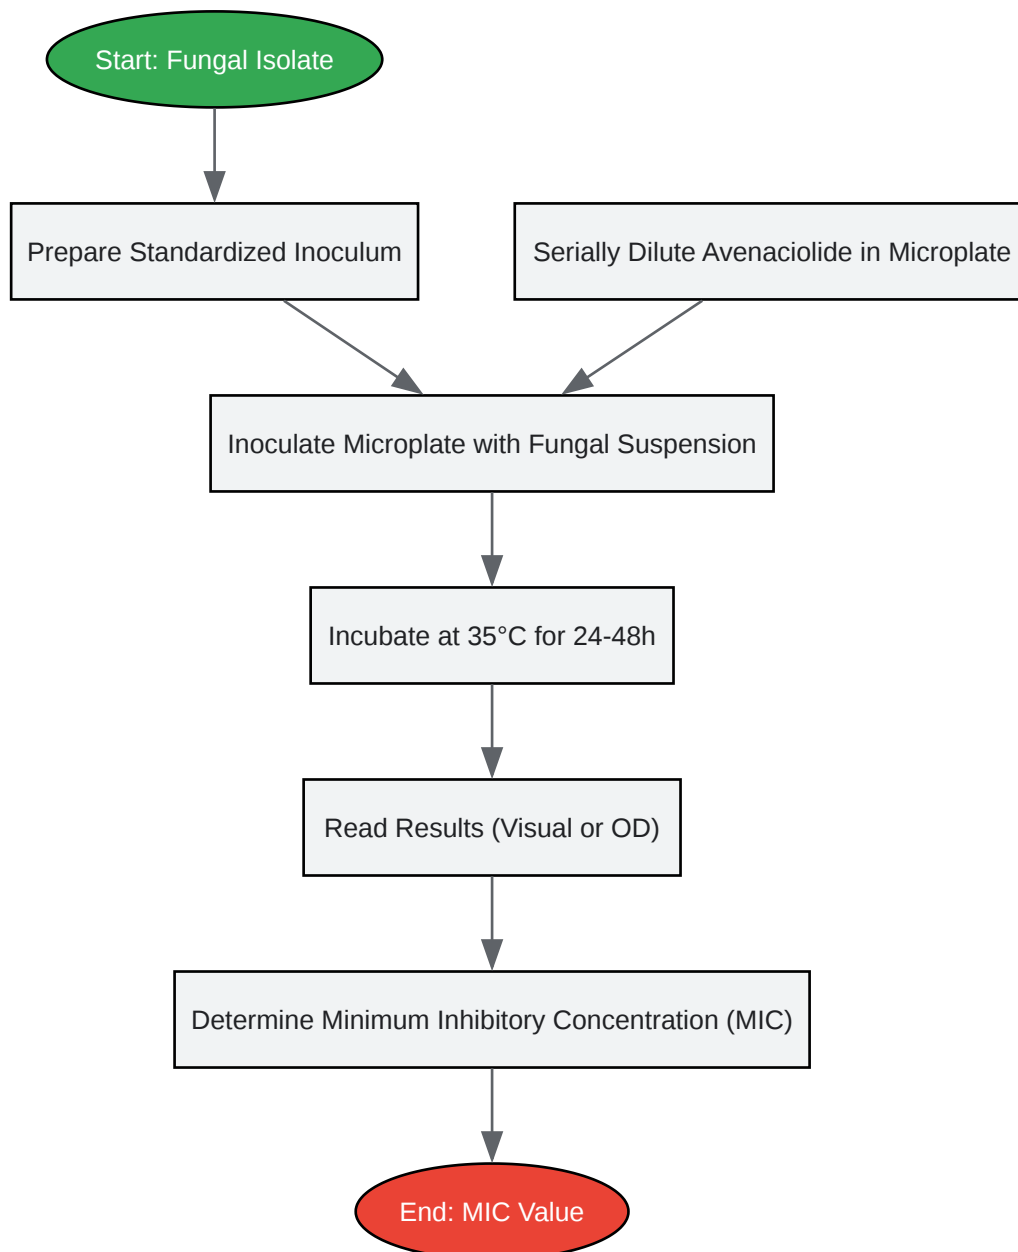 Start: Fungal Isolate
Prepare Standardized Inoculum
Serially Dilute Avenaciolide in Microplate
Inoculate Microplate with Fungal Suspension
Incubate at 35°C for 24-48h
Read Results (Visual or OD)
Determine Minimum Inhibitory Concentration (MIC)
End: MIC Value